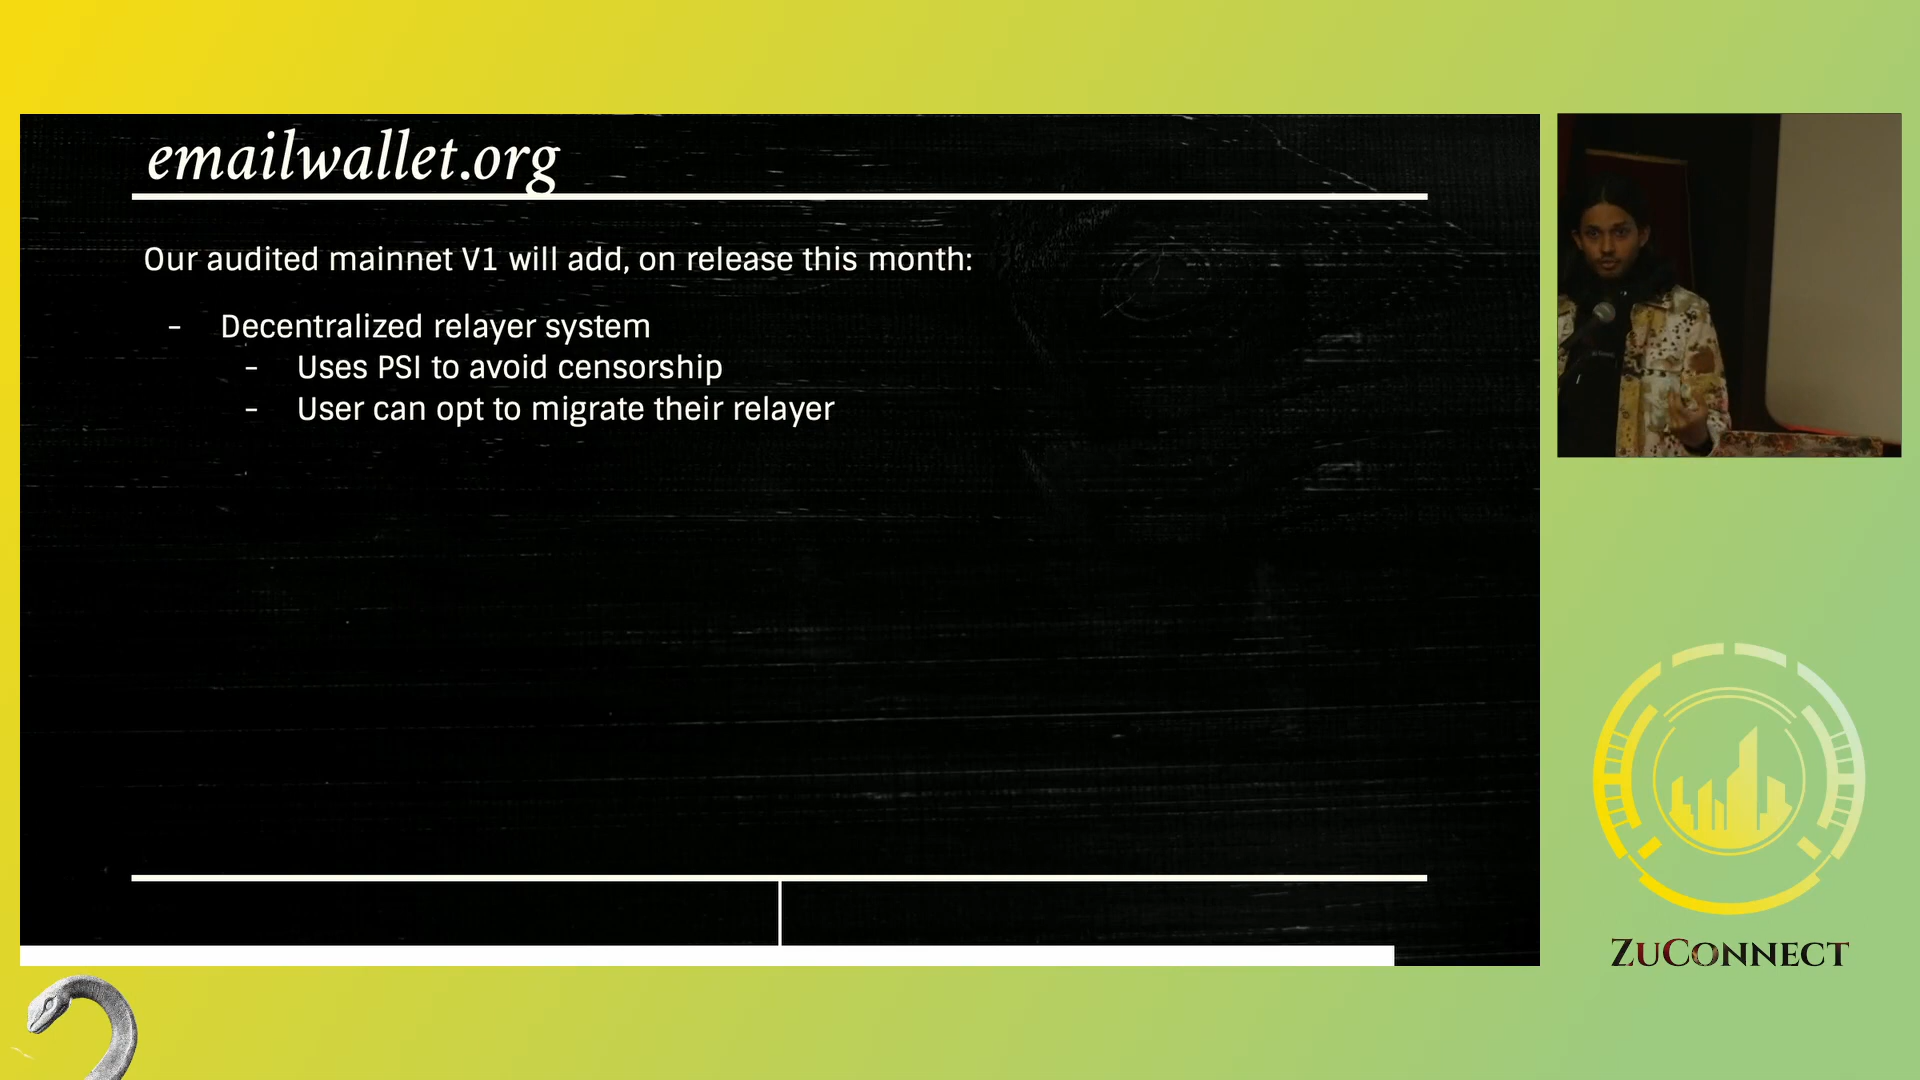 emailwallet.org
Our audited mainnet V1 will add, on release this month:
- Decentralized relayer system
- Uses PSI to avoid censorship
- User can opt to migrate their relayer
ZUCONNECT